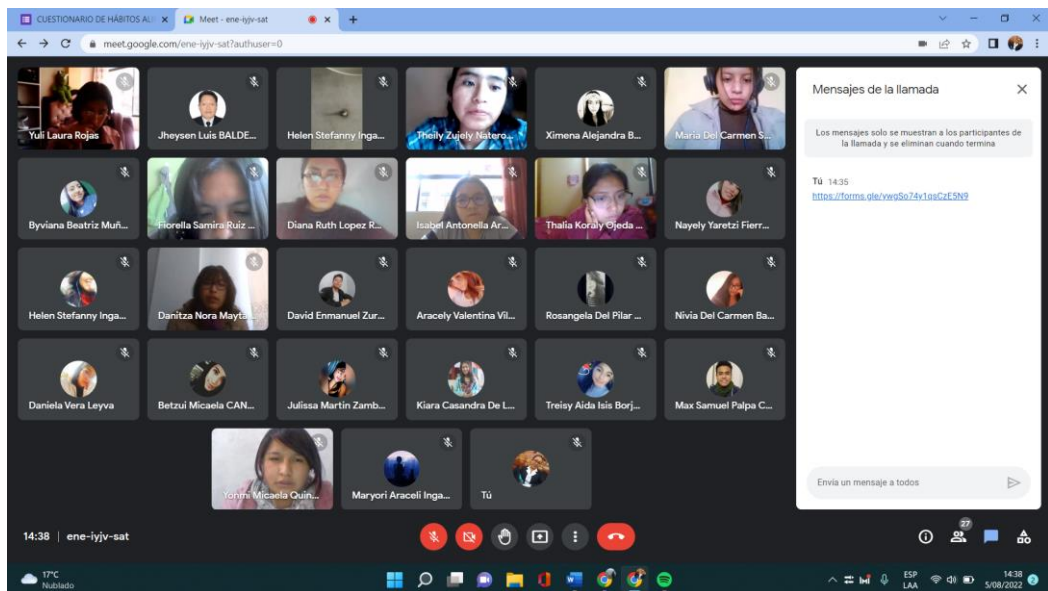 CUESTIONARIO DE HÁBITOS AL
Meet - ene-iyjv-sat
meet.google.com/ene-iyjv-sat?authuser=0
Yuli Laura Rojas
Jheysen Luis BALDE...
Helen Stefanny Inga...
Theily Zujely Natero...
Ximena Alejandra B...
Maria Del Carmen S...
Byviana Beatriz Muñ...
Fiorella Samira Ruiz ...
Diana Ruth Lopez R...
Isabel Antonella Ar...
Thalia Koraly Ojeda ...
Nayely Yaretzi Fierr...
Helen Stefanny Inga...
Danitza Nora Mayta
David Enmanuel Zur...
Aracely Valentina Vil...
Rosangela Del Pilar ...
Nivia Del Carmen Ba...
Daniela Vera Leyva
Betzui Micaela CAN...
Julissa Martin Zamb...
Kiara Casandra De L...
Treisy Aida Isis Borj...
Max Samuel Palpa C...
Yonmi Micaela Quin...
Maryori Araceli Inga...
Tú
Mensajes de la llamada
Los mensajes solo se muestran a los participantes de
la llamada y se eliminan cuando termina
Tú 14:35
https://forms.gle/vwgSo74v1qsCzE5N9
Envía un mensaje a todos
14:38 | ene-iyjv-sat
27
17°C
Nublado
ESP
LAA
14:38
5/08/2022
2